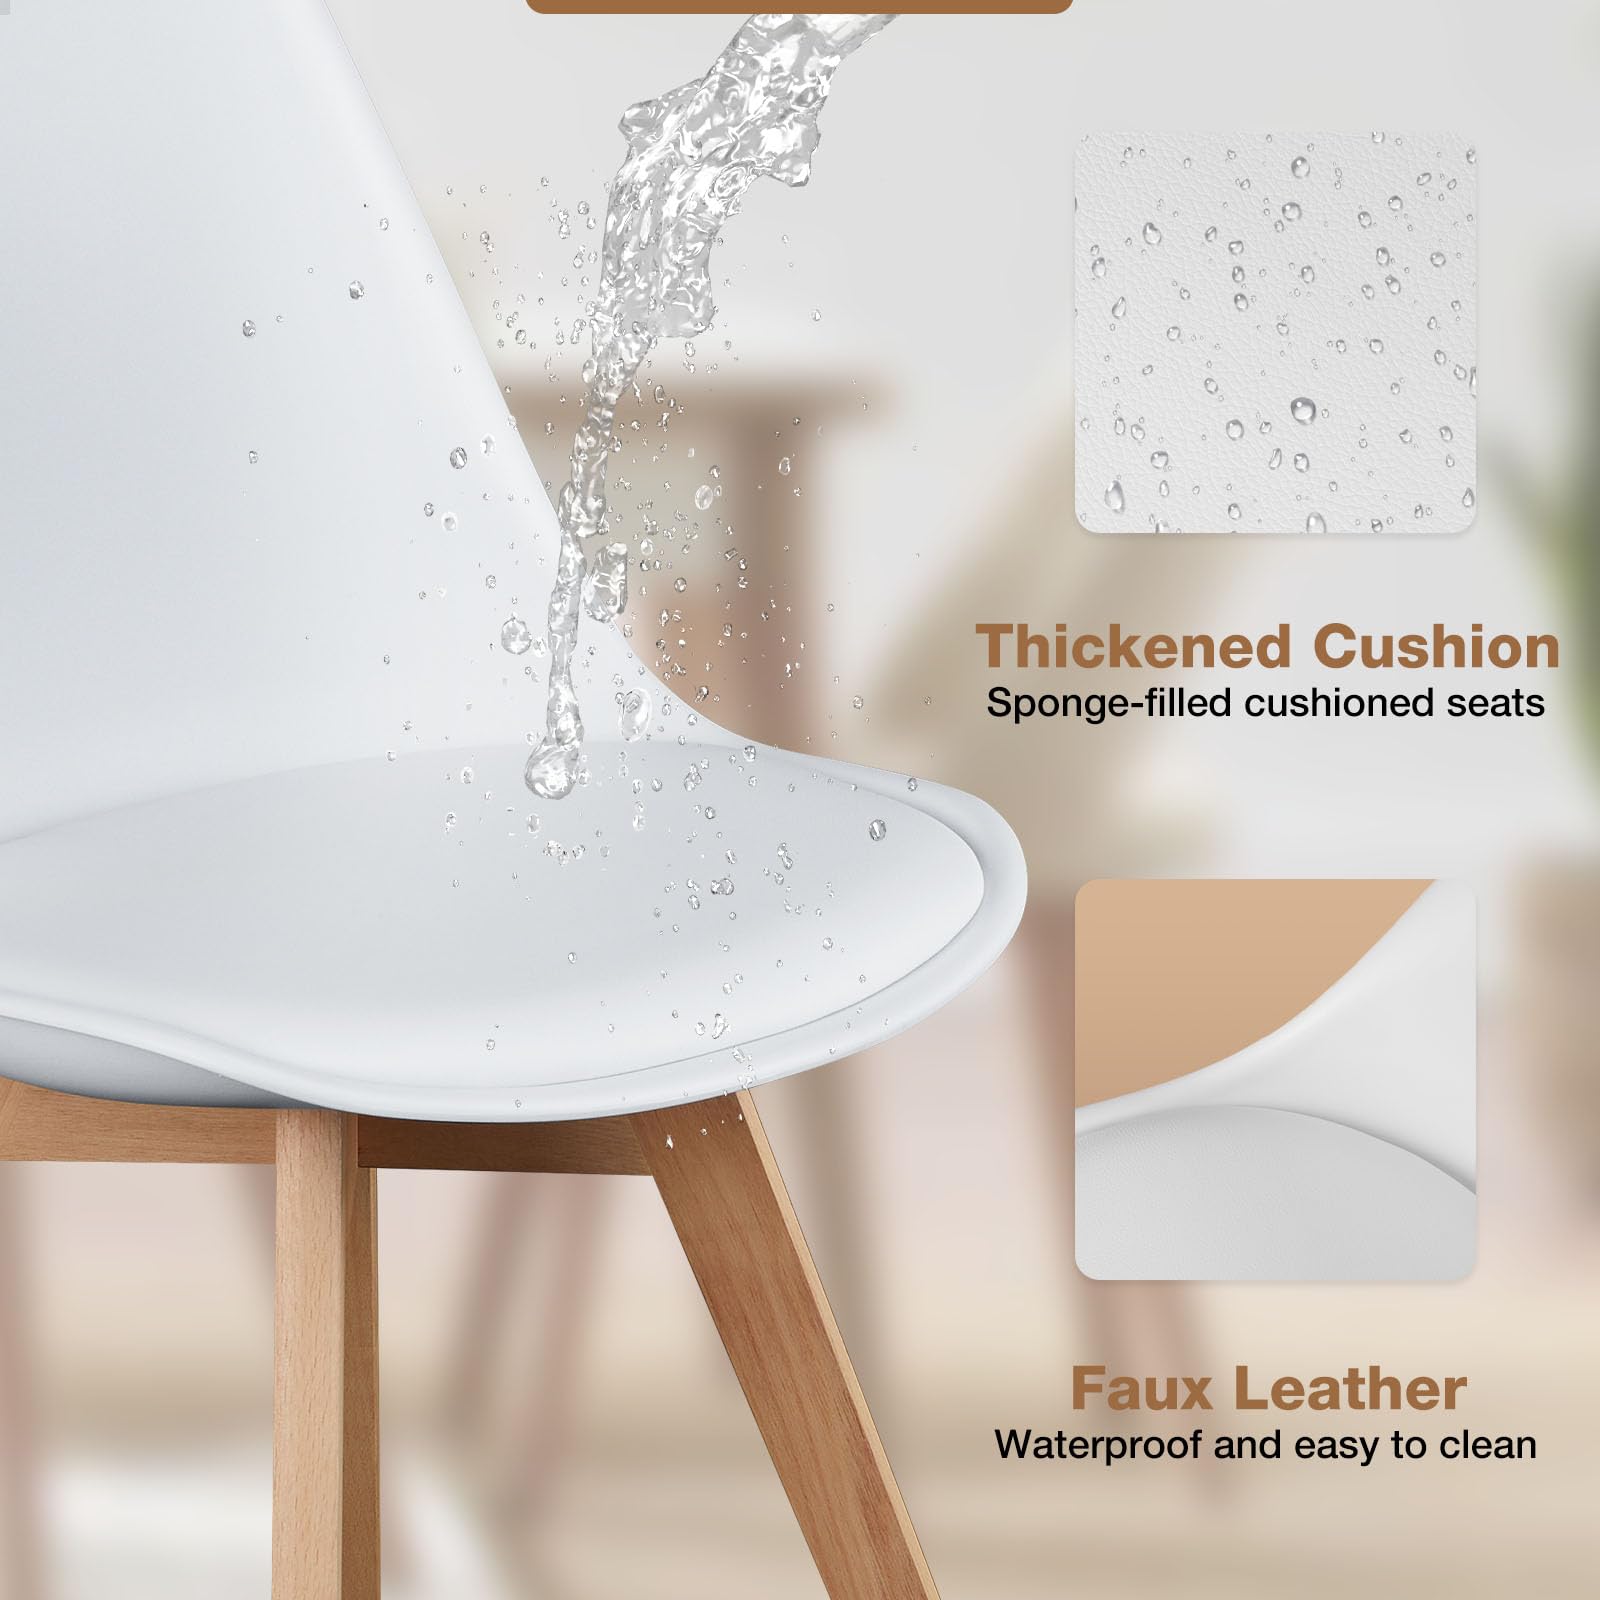 Thickened Cushion
Sponge-filled cushioned seats
Faux Leather
Waterproof and easy to clean